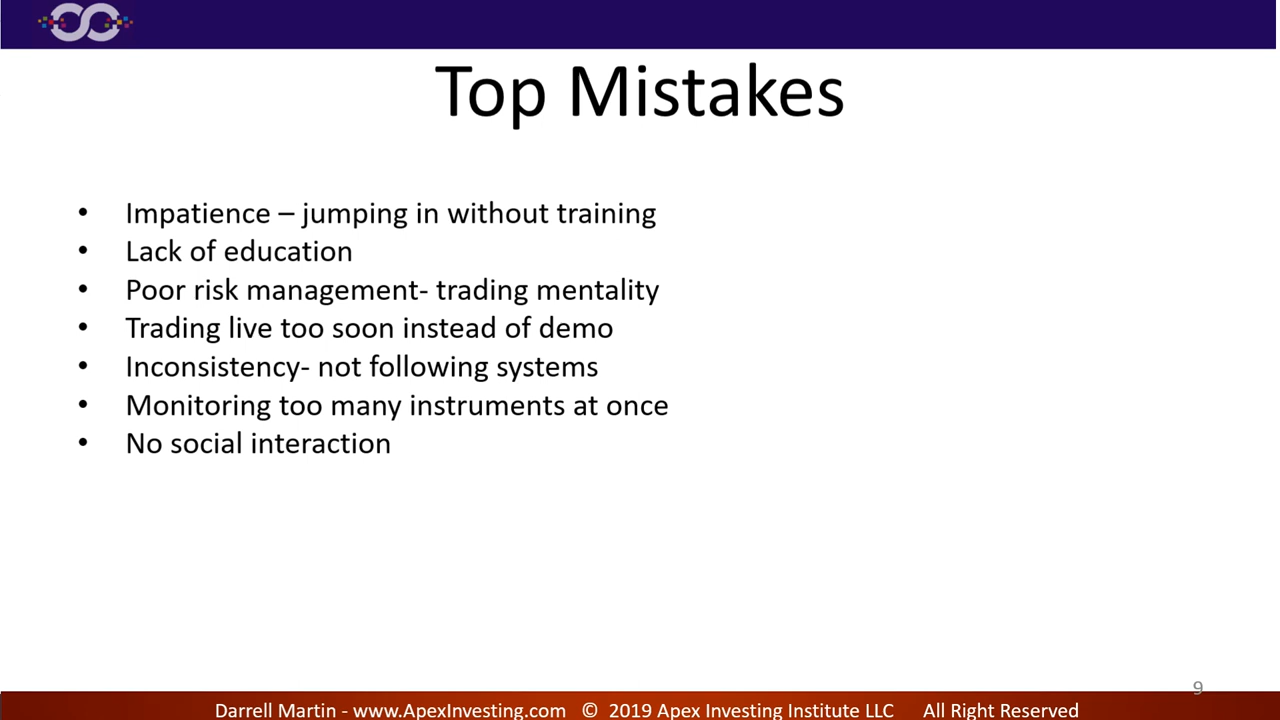 Top Mistakes
• Impatience – jumping in without training
• Lack of education
• Poor risk management- trading mentality
• Trading live too soon instead of demo
• Inconsistency- not following systems
• Monitoring too many instruments at once
• No social interaction
9
Darrell Martin - www.ApexInvesting.com © 2019 Apex Investing Institute LLC All Right Reserved